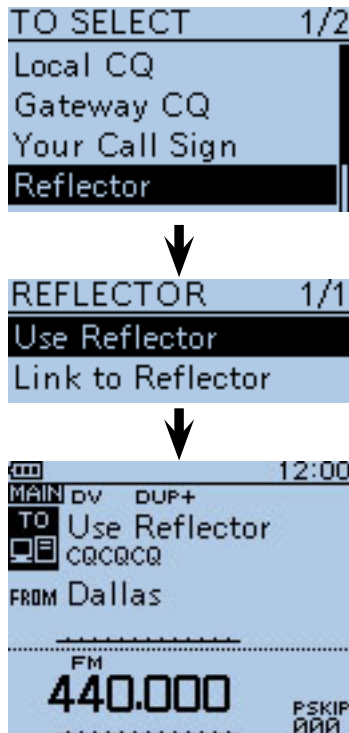 TO SELECT 1/2
Local CQ
Gateway CQ
Your Call Sign
Reflector
REFLECTOR 1/1
Use Reflector
Link to Reflector
12:00
MAIN DV DUP+
TO Use Reflector
CQCQCQ
FROM Dallas
FM
440.000 PSKIP
000